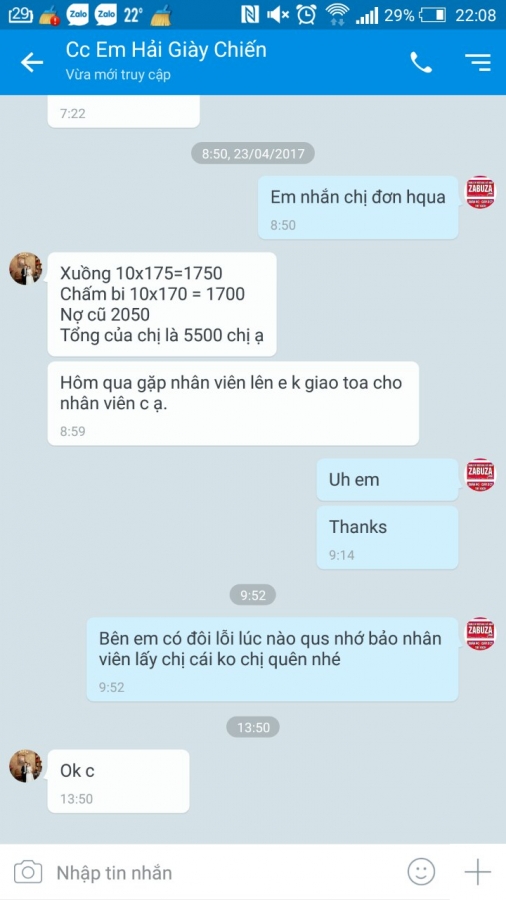 29 Zalo Zalo 22° 29% 22:08
Cc Em Hải Giày Chiến
Vừa mới truy cập
7:22
8:50, 23/04/2017
Em nhắn chị đơn hqua
ZABUZA
8:50
Xuồng 10x175=1750
Chấm bi 10x170 = 1700
Nợ cũ 2050
Tổng của chị là 5500 chị ạ
Hôm qua gặp nhân viên lên e k giao toa cho
nhân viên c ạ.
8:59
Uh em
ZABUZA
Thanks
9:14
9:52
Bên em có đôi lỗi lúc nào qus nhớ bảo nhân
viên lấy chị cái ko chị quên nhé
ZABUZA
9:52
13:50
Ok c
13:50
Nhập tin nhắn